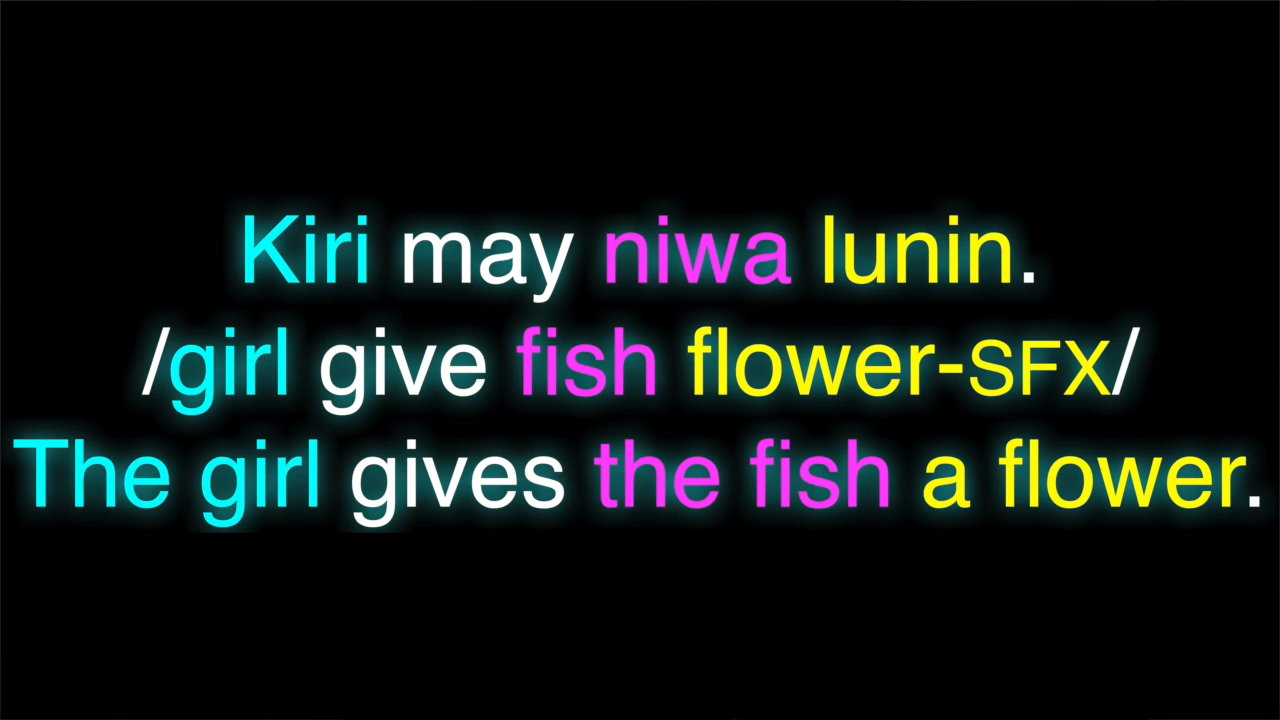 Kiri may niwa lunin.
/girl give fish flower-SFX/
The girl gives the fish a flower.